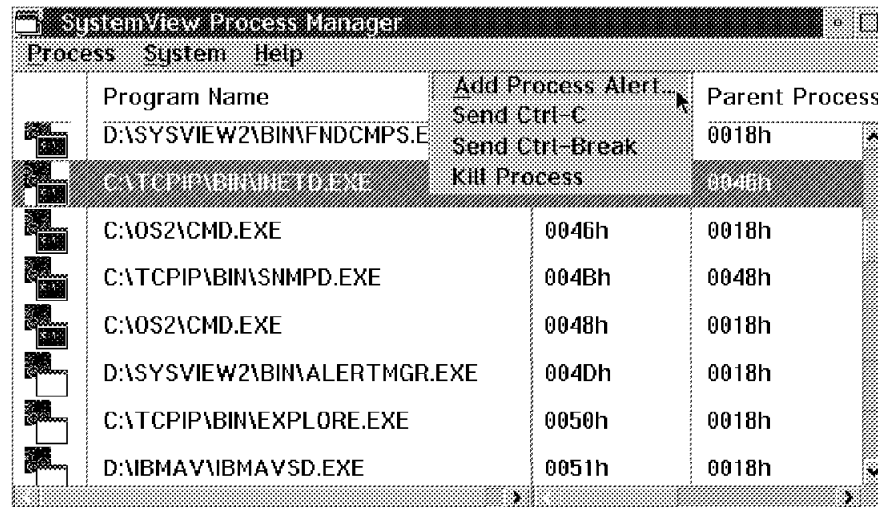 SystemView Process Manager
Process System Help
Program Name
Parent Process
Add Process Alert...
Send Ctrl-C
Send Ctrl-Break
Kill Process
D:\SYSVIEW2\BIN\FNDCMPS.E 0018h
C:\TCPIP\BIN\INETD.EXE 0046h
C:\OS2\CMD.EXE 0046h 0018h
C:\TCPIP\BIN\SNMPD.EXE 004Bh 0048h
C:\OS2\CMD.EXE 0048h 0018h
D:\SYSVIEW2\BIN\ALERTMGR.EXE 004Dh 0018h
C:\TCPIP\BIN\EXPLORE.EXE 0050h 0018h
D:\IBMAV\IBMAVSD.EXE 0051h 0018h